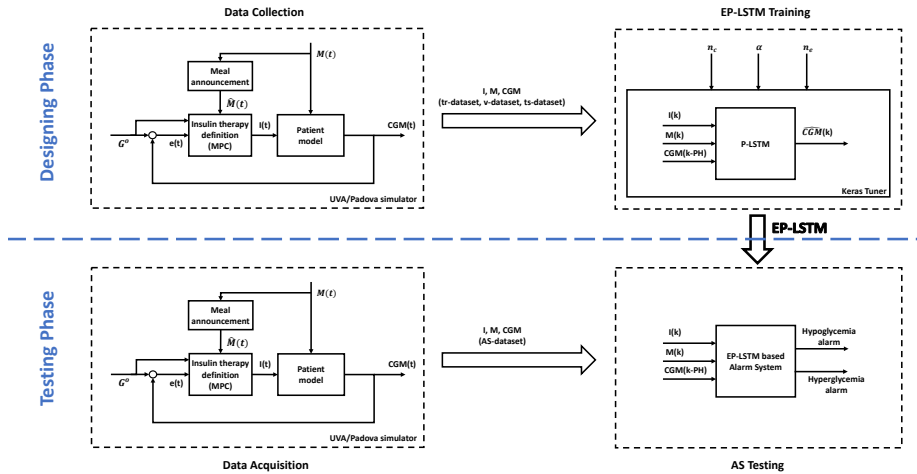 Data Collection
EP-LSTM Training
Designing Phase
M(t)
Meal
announcement
M̃(t)
Insulin therapy
definition
(MPC)
I(t)
Patient
model
CGM(t)
G°
e(t)
UVA/Padova simulator
I, M, CGM
(tr-dataset, v-dataset, ts-dataset)
n_c
α
n_e
I(k)
M(k)
CGM(k-PH)
P-LSTM
ĈGM(k)
Keras Tuner
EP-LSTM
Testing Phase
M(t)
Meal
announcement
M̃(t)
Insulin therapy
definition
(MPC)
I(t)
Patient
model
CGM(t)
G°
e(t)
UVA/Padova simulator
I, M, CGM
(AS-dataset)
I(k)
M(k)
CGM(k-PH)
EP-LSTM based
Alarm System
Hypoglycemia
alarm
Hyperglycemia
alarm
Data Acquisition
AS Testing